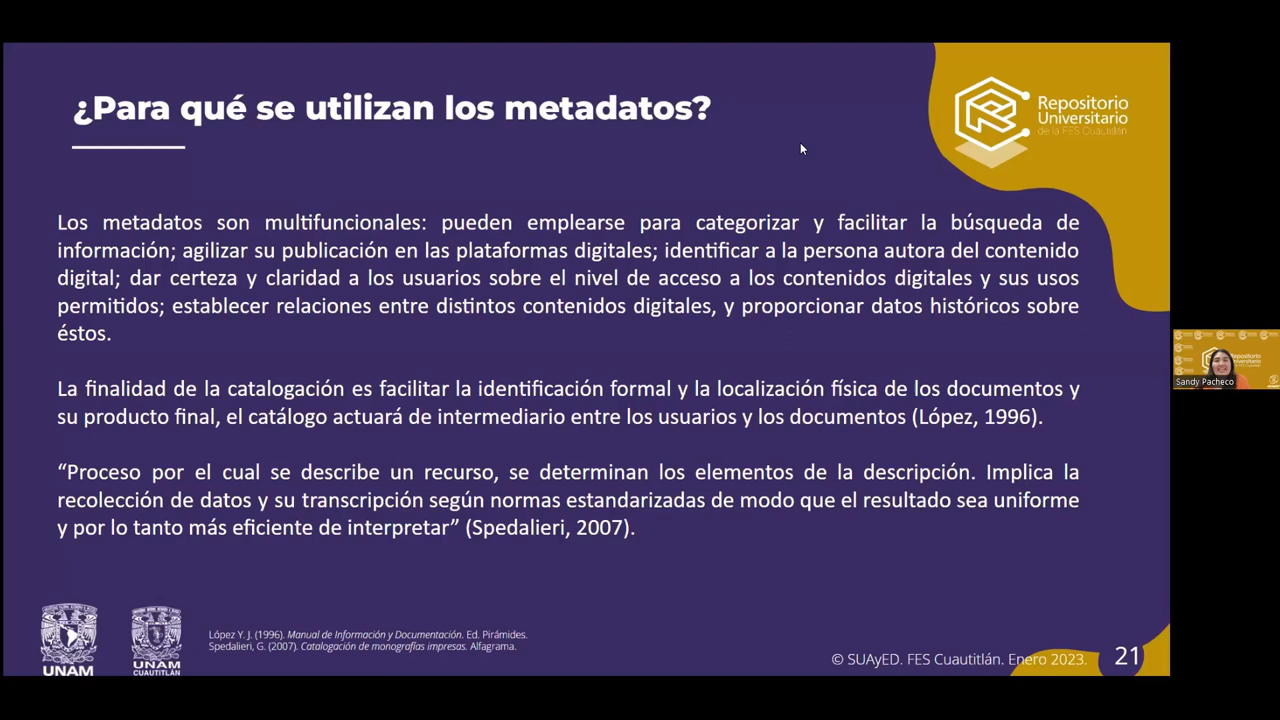 ¿Para qué se utilizan los metadatos?
Repositorio
Universitario
de la FES Cuautitlán
Los metadatos son multifuncionales: pueden emplearse para categorizar y facilitar la búsqueda de
información; agilizar su publicación en las plataformas digitales; identificar a la persona autora del contenido
digital; dar certeza y claridad a los usuarios sobre el nivel de acceso a los contenidos digitales y sus usos
permitidos; establecer relaciones entre distintos contenidos digitales, y proporcionar datos históricos sobre
éstos.
La finalidad de la catalogación es facilitar la identificación formal y la localización física de los documentos y
su producto final, el catálogo actuará de intermediario entre los usuarios y los documentos (López, 1996).
“Proceso por el cual se describe un recurso, se determinan los elementos de la descripción. Implica la
recolección de datos y su transcripción según normas estandarizadas de modo que el resultado sea uniforme
y por lo tanto más eficiente de interpretar” (Spedalieri, 2007).
Sandy Pacheco
UNAM
UNAM
CUAUTITLÁN
López Y. J. (1996). Manual de Información y Documentación. Ed. Pirámides.
Spedalieri, G. (2007). Catalogación de monografías impresas. Alfagrama.
© SUAyED. FES Cuautitlán. Enero 2023.
21